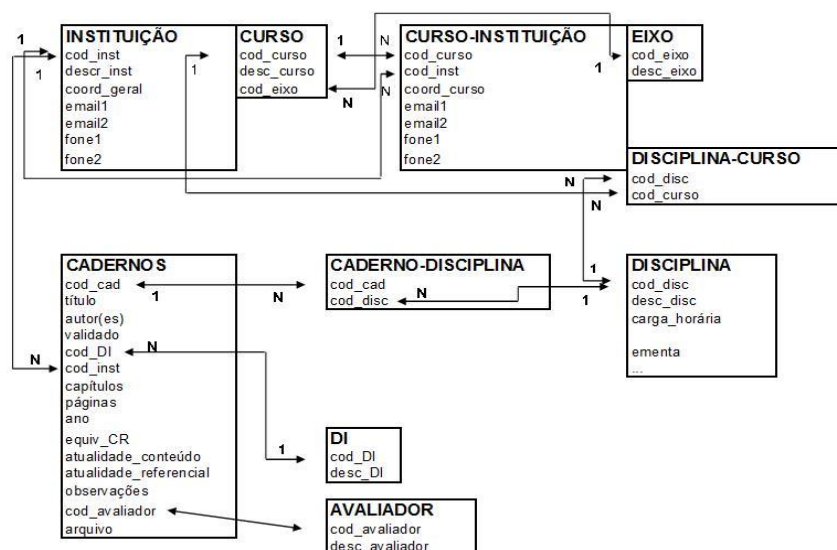 INSTITUIÇÃO
cod_inst
descr_inst
coord_geral
email1
email2
fone1
fone2
CURSO
cod_curso
desc_curso
cod_eixo
CURSO-INSTITUIÇÃO
cod_curso
cod_inst
coord_curso
email1
email2
fone1
fone2
EIXO
cod_eixo
desc_eixo
DISCIPLINA-CURSO
cod_disc
cod_curso
1
1
1
1
N
N
N
1
N
N
CADERNOS
cod_cad
título
autor(es)
validado
cod_DI
cod_inst
capítulos
páginas
ano
equiv_CR
atualidade_conteúdo
atualidade_referencial
observações
cod_avaliador
arquivo
CADERNO-DISCIPLINA
cod_cad
cod_disc
DISCIPLINA
cod_disc
desc_disc
carga_horária
ementa
...
1
N
N
1
1
N
N
1
DI
cod_DI
desc_DI
AVALIADOR
cod_avaliador
desc_avaliador